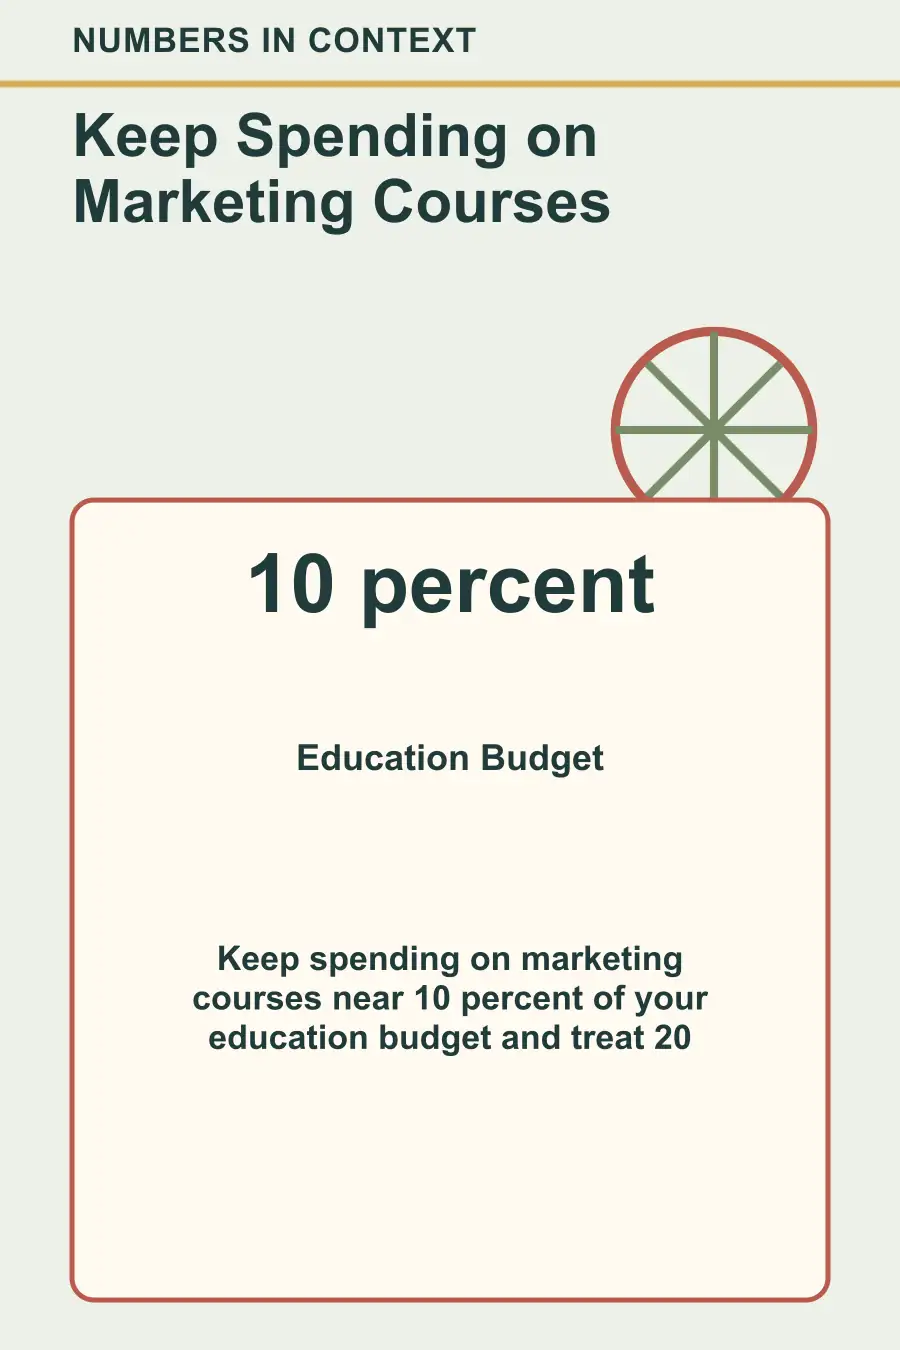 NUMBERS IN CONTEXT
Keep Spending on
Marketing Courses
10 percent
Education Budget
Keep spending on marketing
courses near 10 percent of your
education budget and treat 20